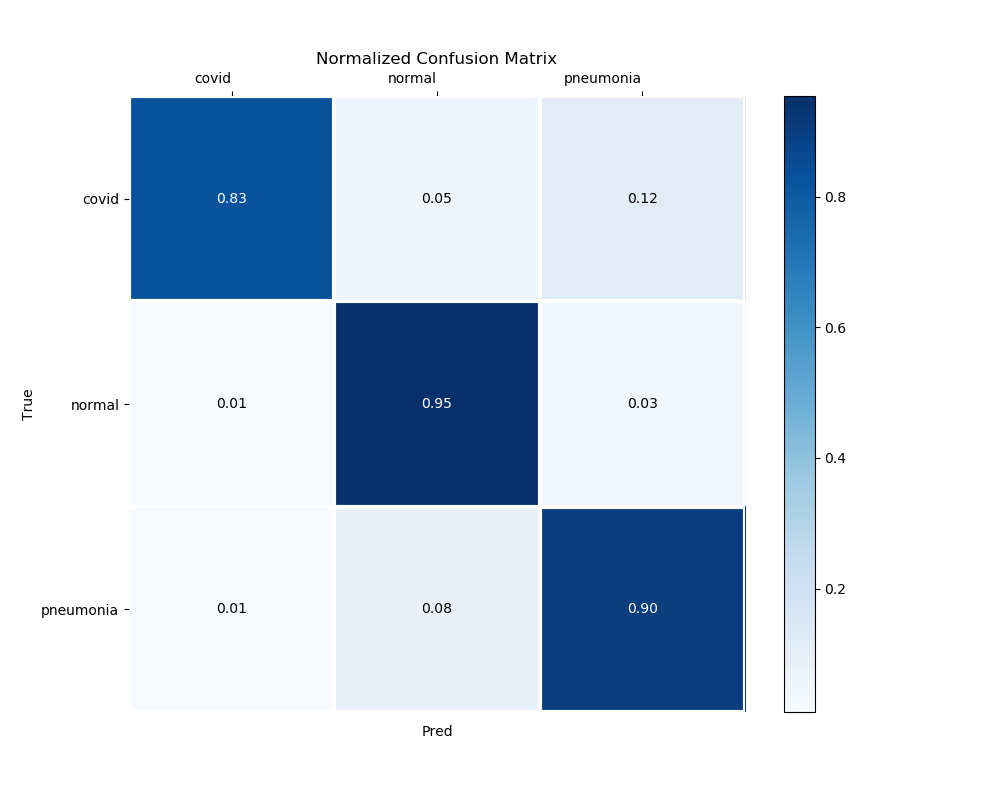 Normalized Confusion Matrix
covid normal pneumonia
covid 0.83 0.05 0.12
normal 0.01 0.95 0.03
pneumonia 0.01 0.08 0.90
True
Pred
0.8
0.6
0.4
0.2